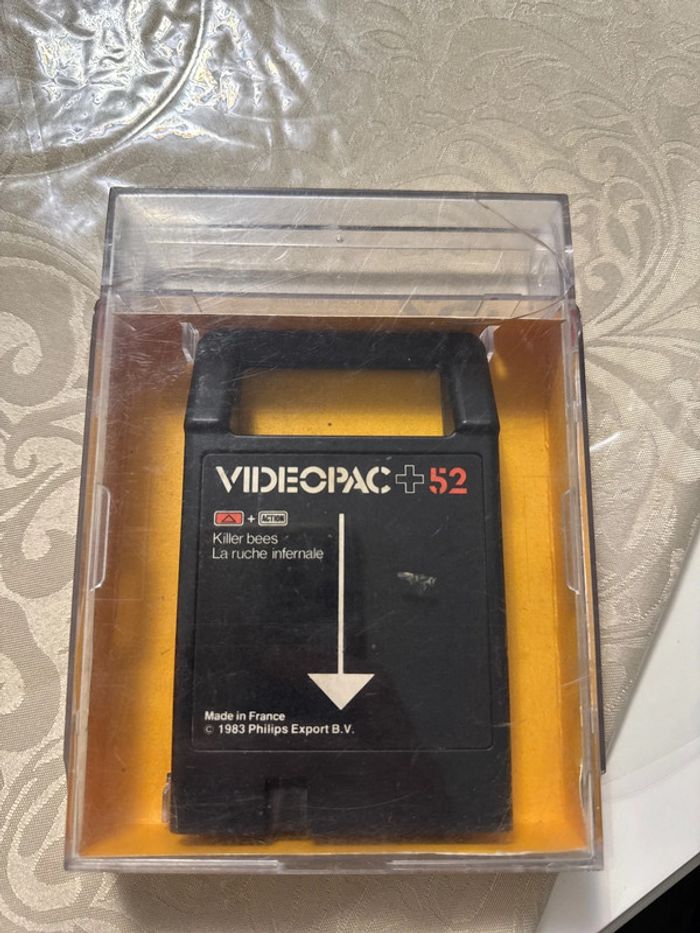 VIDEOPAC+ 52
+ ACTION
Killer bees
La ruche infernale
Made in France
© 1983 Philips Export B.V.